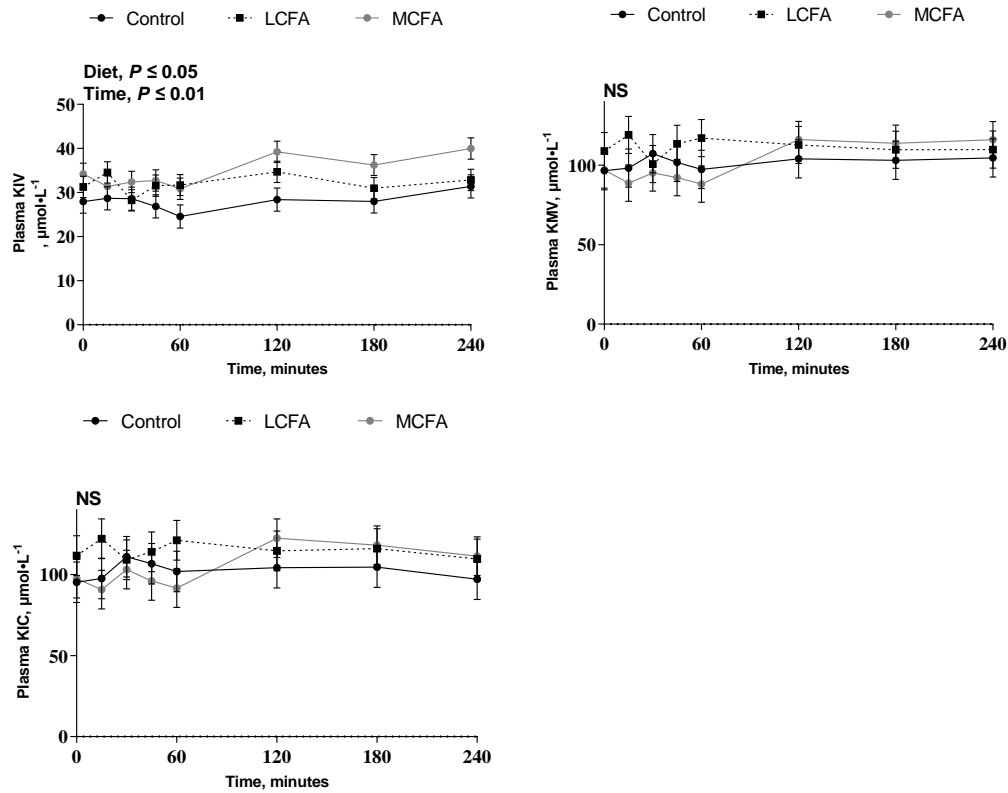 Control LCFA MCFA
Diet, P ≤ 0.05
Time, P ≤ 0.01
50
40
30
20
10
0
0 60 120 180 240
Plasma KIV
, µmol•L-1
Time, minutes
Control LCFA MCFA
NS
100
50
0
0 60 120 180 240
Plasma KMV, µmol•L-1
Time, minutes
Control LCFA MCFA
NS
100
50
0
0 60 120 180 240
Plasma KIC, µmol•L-1
Time, minutes